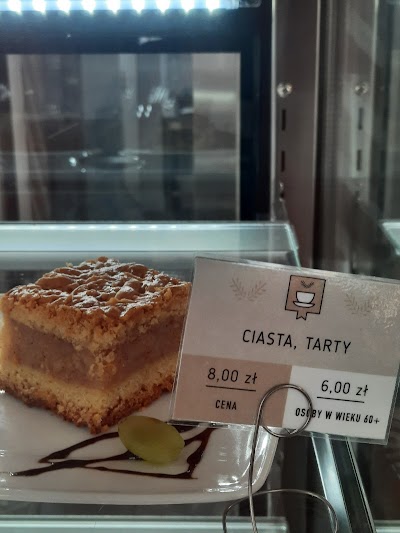 CIASTA, TARTY
8,00 zł
CENA
6,00 zł
OSOBY W WIEKU 60+